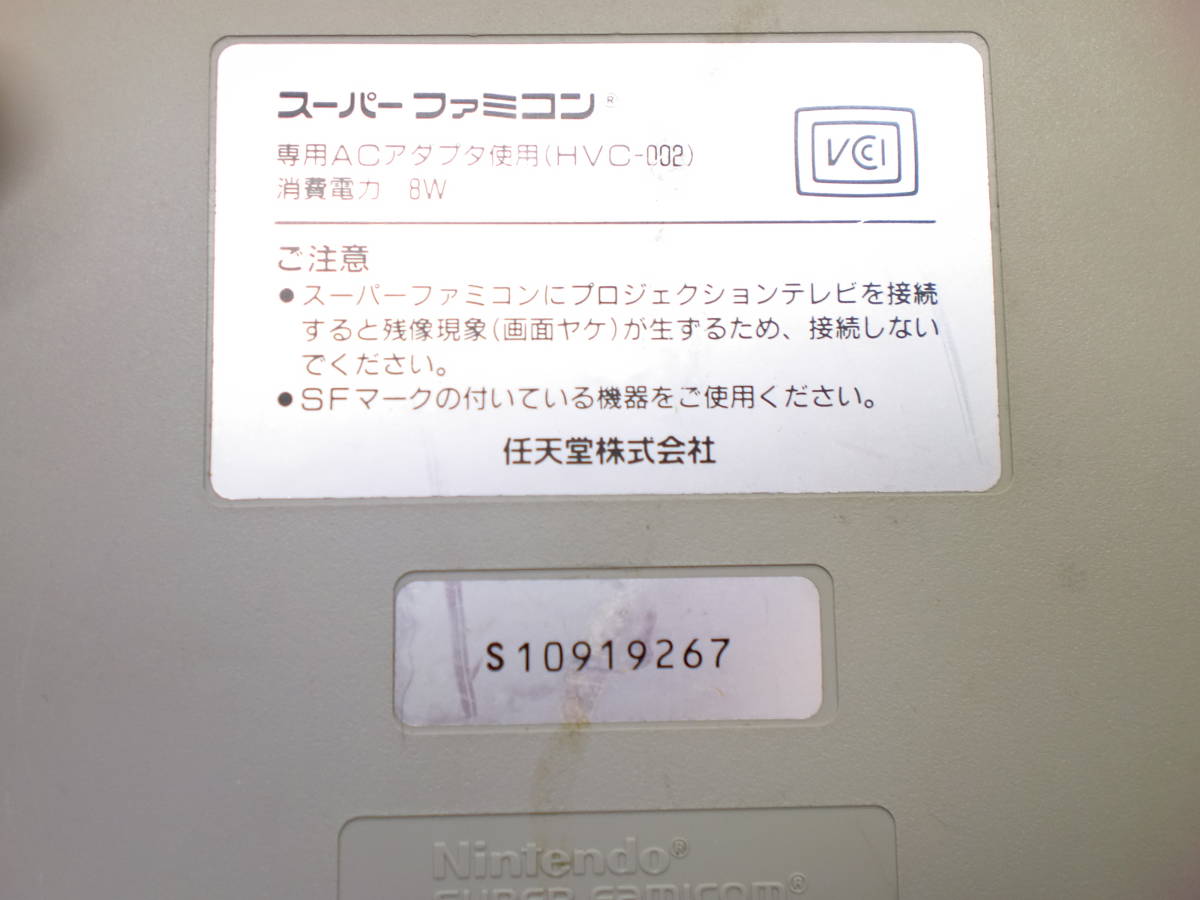 スーパーファミコン®
専用ACアダプタ使用(HVC-002)
消費電力 8W
VCCI
ご注意
●スーパーファミコンにプロジェクションテレビを接続
すると残像現象(画面ヤケ)が生ずるため、接続しない
でください。
●SFマークの付いている機器をご使用ください。
任天堂株式会社
S10919267
Nintendo®
SUPER FAMICOM®